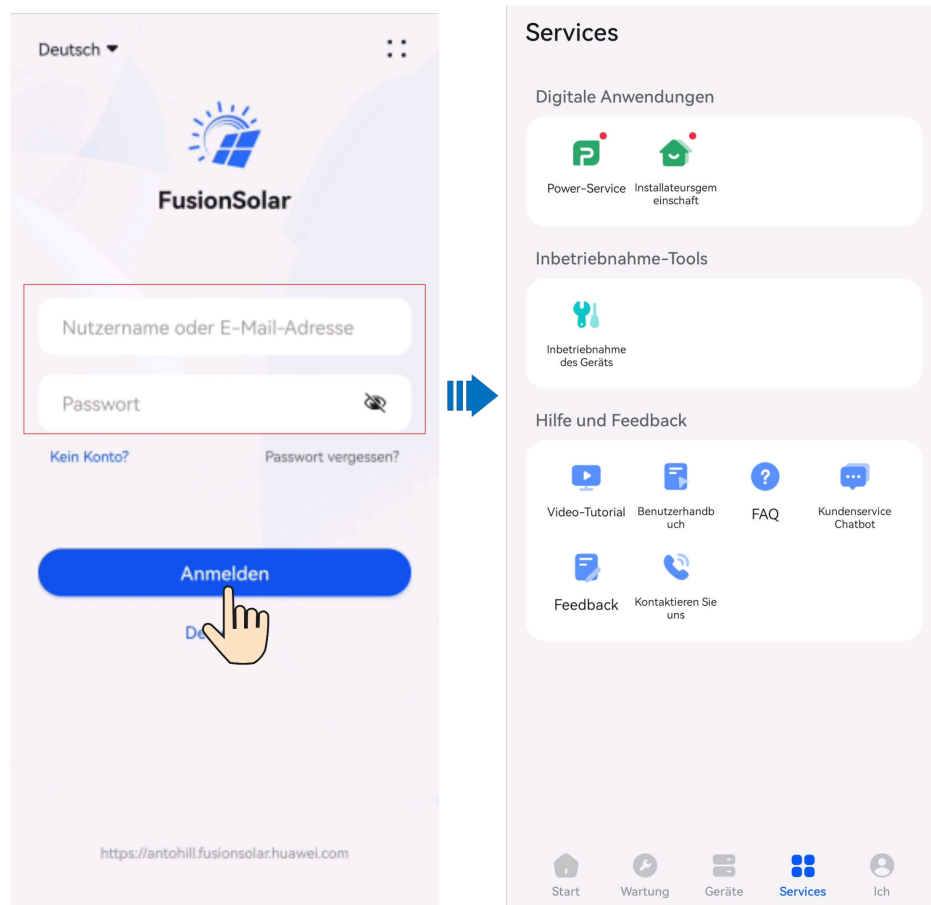 Deutsch
FusionSolar
Nutzername oder E-Mail-Adresse
Passwort
Kein Konto?
Passwort vergessen?
Anmelden
https://antohill.fusionsolar.huawei.com
Services
Digitale Anwendungen
Power-Service
Installateursgem
einschaft
Inbetriebnahme-Tools
Inbetriebnahme
des Geräts
Hilfe und Feedback
Video-Tutorial
Benutzerhandb
uch
FAQ
Kundenservice
Chatbot
Feedback
Kontaktieren Sie
uns
Start
Wartung
Geräte
Services
Ich